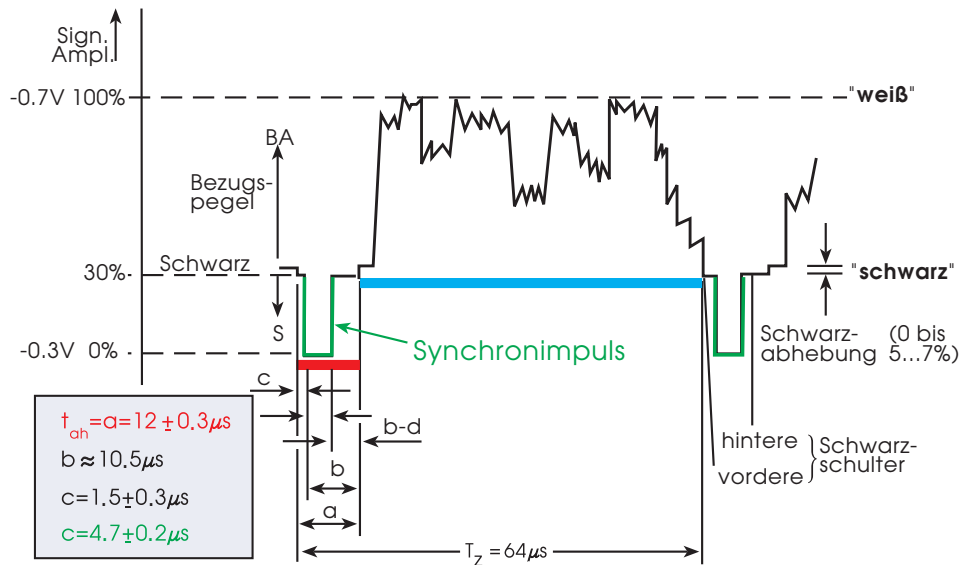 Sign.
Ampl.
-0.7V 100%
"weiß"
BA
Bezugs-
pegel
Schwarz
30%
"schwarz"
S
-0.3V 0%
Synchronimpuls
Schwarz-
abhebung
(0 bis
5...7%)
c
b-d
b
a
hintere
vordere
Schwarz-
schulter
t_ah=a=12±0.3µs
b≈10.5µs
c=1.5±0.3µs
c=4.7±0.2µs
T_Z=64µs